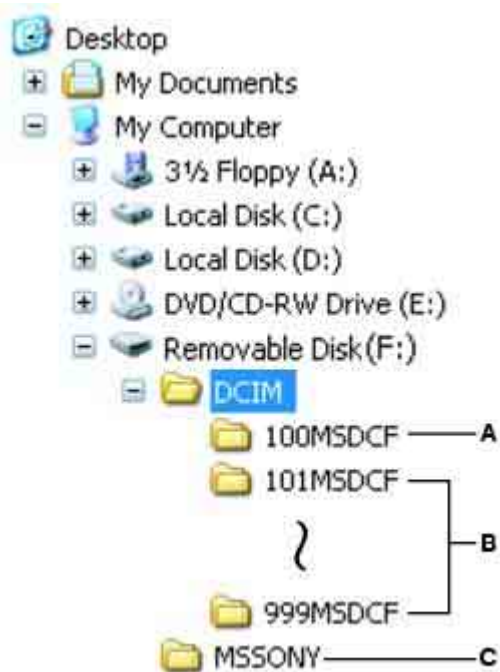 Desktop
My Documents
My Computer
3½ Floppy (A:)
Local Disk (C:)
Local Disk (D:)
DVD/CD-RW Drive (E:)
Removable Disk(F:)
DCIM
100MSDCF A
101MSDCF
B
999MSDCF
MSSONY C